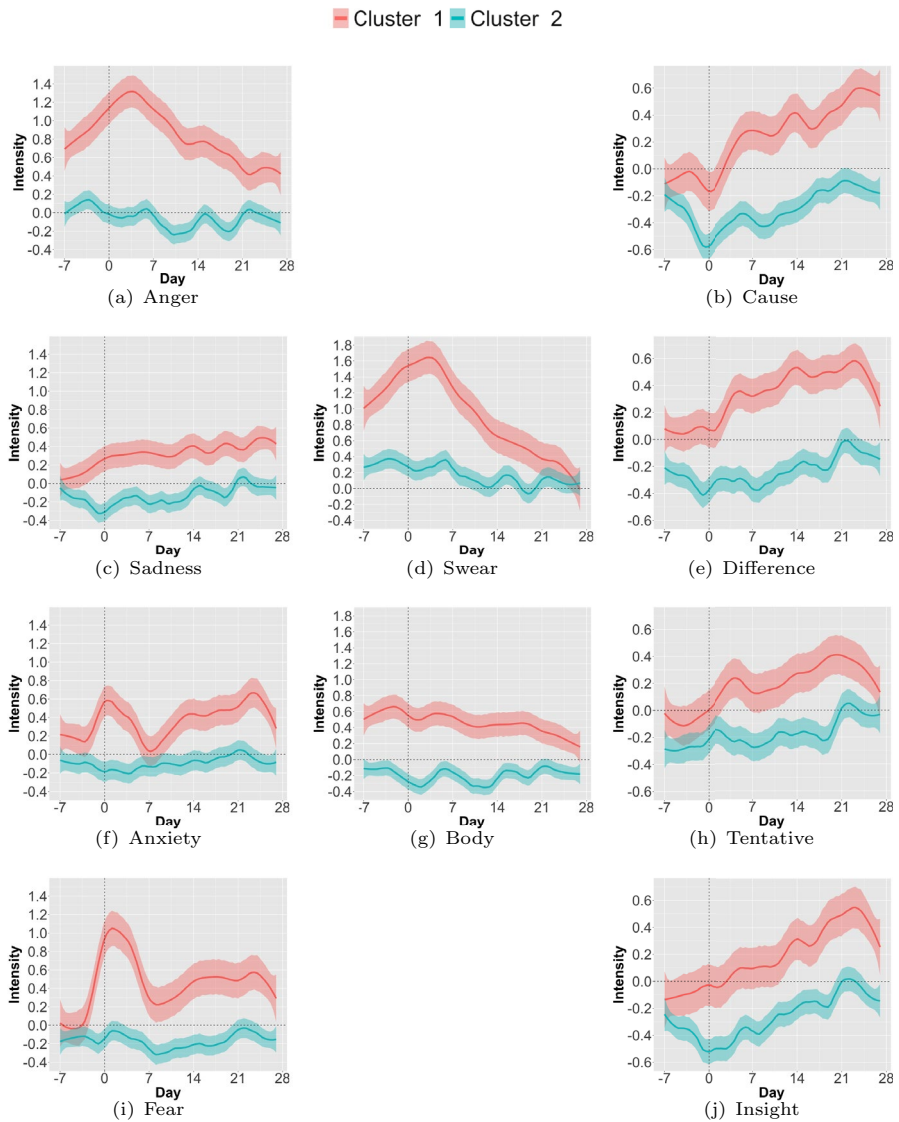 Cluster 1 Cluster 2
Intensity
1.4
1.2
1.0
0.8
0.6
0.4
0.2
0.0
-0.2
-0.4
-7 0 7 14 21 28
Day
(a) Anger
Intensity
0.6
0.4
0.2
0.0
-0.2
-0.4
-0.6
-7 0 7 14 21 28
Day
(b) Cause
Intensity
1.4
1.2
1.0
0.8
0.6
0.4
0.2
0.0
-0.2
-0.4
-7 0 7 14 21 28
Day
(c) Sadness
Intensity
1.8
1.6
1.4
1.2
1.0
0.8
0.6
0.4
0.2
0.0
-0.2
-0.4
-7 0 7 14 21 28
Day
(d) Swear
Intensity
0.6
0.4
0.2
0.0
-0.2
-0.4
-0.6
-7 0 7 14 21 28
Day
(e) Difference
Intensity
1.4
1.2
1.0
0.8
0.6
0.4
0.2
0.0
-0.2
-0.4
-7 0 7 14 21 28
Day
(f) Anxiety
Intensity
1.8
1.6
1.4
1.2
1.0
0.8
0.6
0.4
0.2
0.0
-0.2
-0.4
-7 0 7 14 21 28
Day
(g) Body
Intensity
0.6
0.4
0.2
0.0
-0.2
-0.4
-0.6
-7 0 7 14 21 28
Day
(h) Tentative
Intensity
1.4
1.2
1.0
0.8
0.6
0.4
0.2
0.0
-0.2
-0.4
-7 0 7 14 21 28
Day
(i) Fear
Intensity
0.6
0.4
0.2
0.0
-0.2
-0.4
-0.6
-7 0 7 14 21 28
Day
(j) Insight